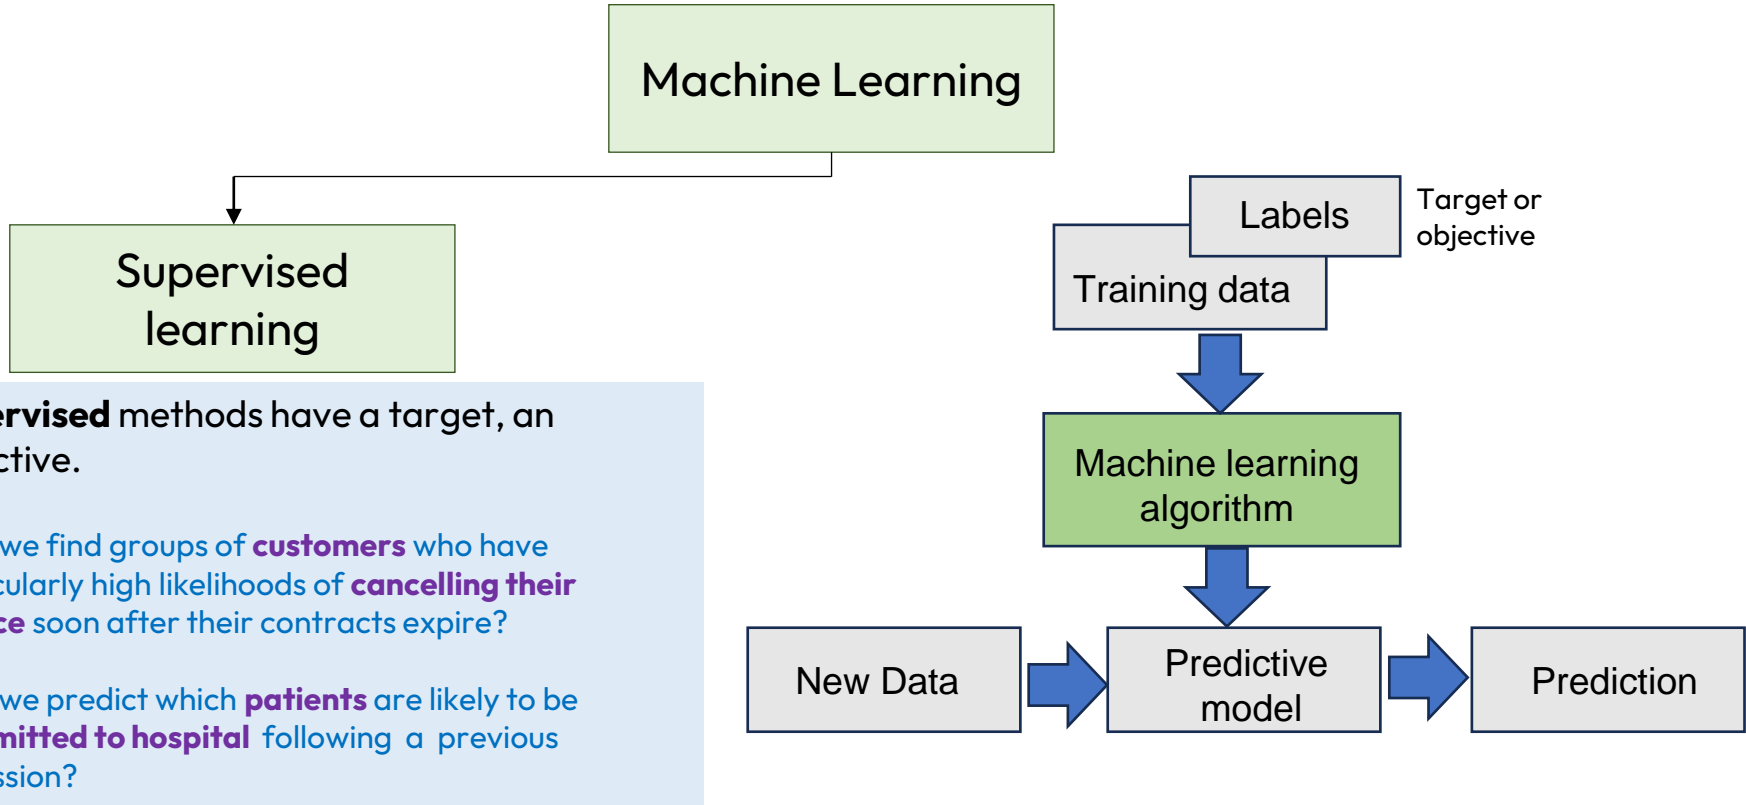 Machine Learning
Supervised
learning
ervised methods have a target, an
ctive.
we find groups of customers who have
cularly high likelihoods of cancelling their
ce soon after their contracts expire?
we predict which patients are likely to be
mitted to hospital following a previous
ssion?
Labels
Target or
objective
Training data
Machine learning
algorithm
New Data
Predictive
model
Prediction